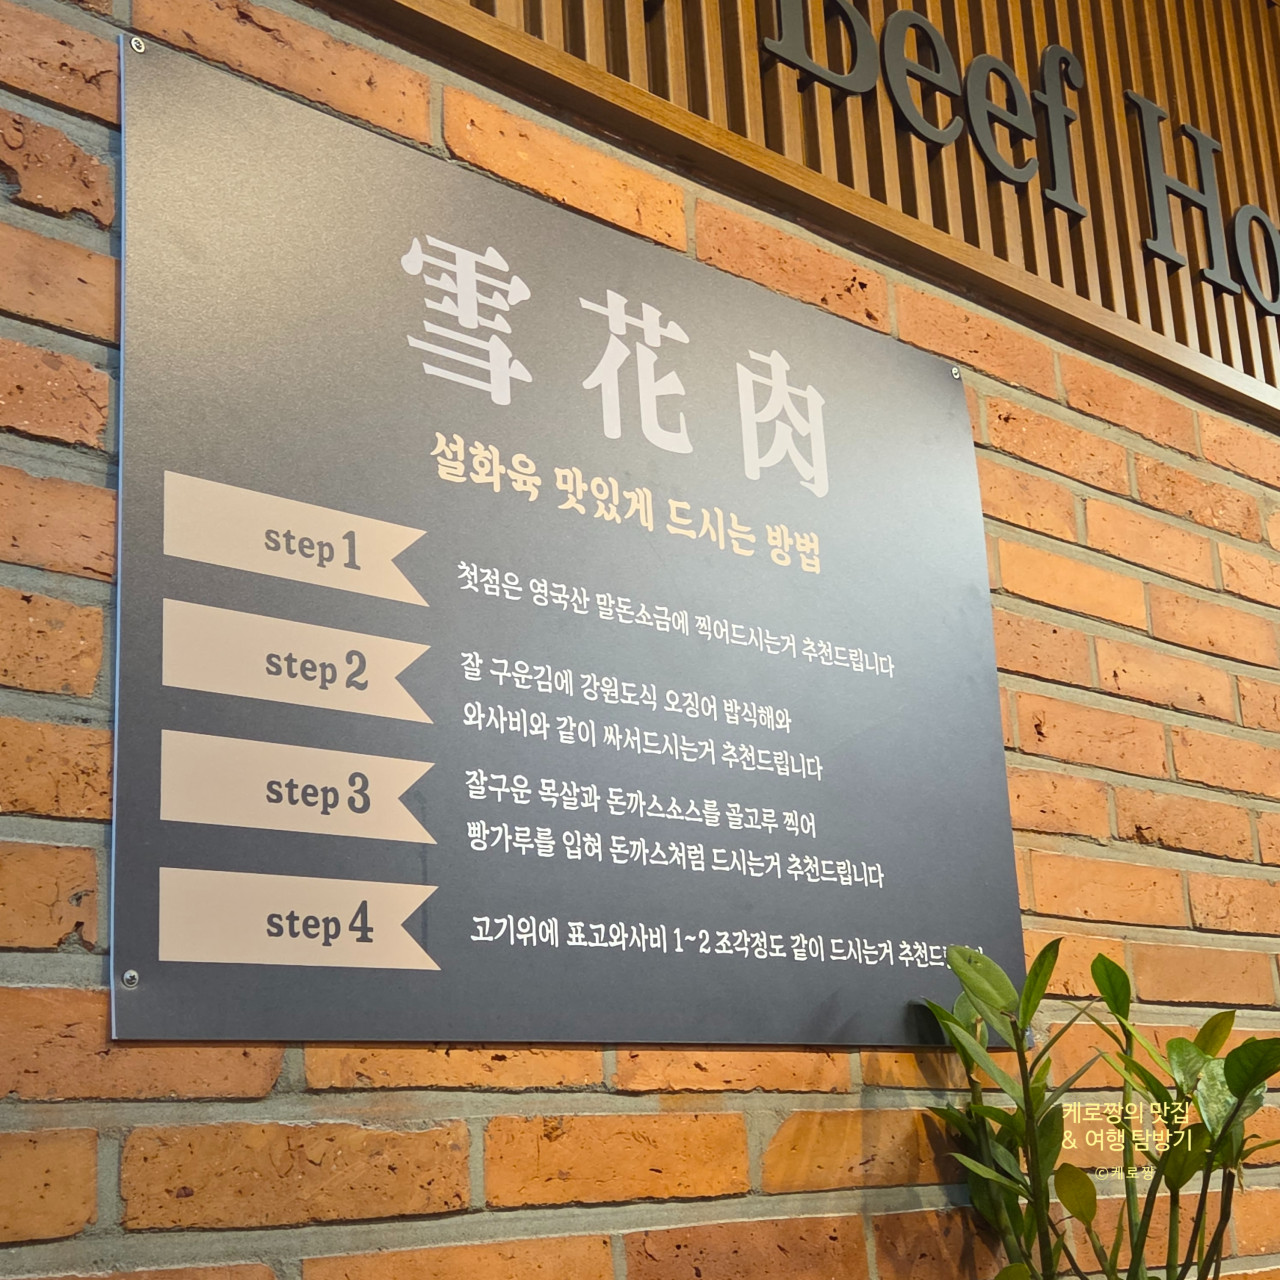 Beef Ho
雪花肉
설화육 맛있게 드시는 방법
step 1
첫점은 영국산 말돈소금에 찍어드시는거 추천드립니다
step 2
잘 구운김에 강원도식 오징어 밥식해와
와사비와 같이 싸서드시는거 추천드립니다
step 3
잘구운 목살과 돈까스소스를 골고루 찍어
빵가루를 입혀 돈까스처럼 드시는거 추천드립니다
step 4
고기위에 표고와사비 1~2 조각정도 같이 드시는거
케로짱의 맛집
& 여행 탐방기
©케로짱